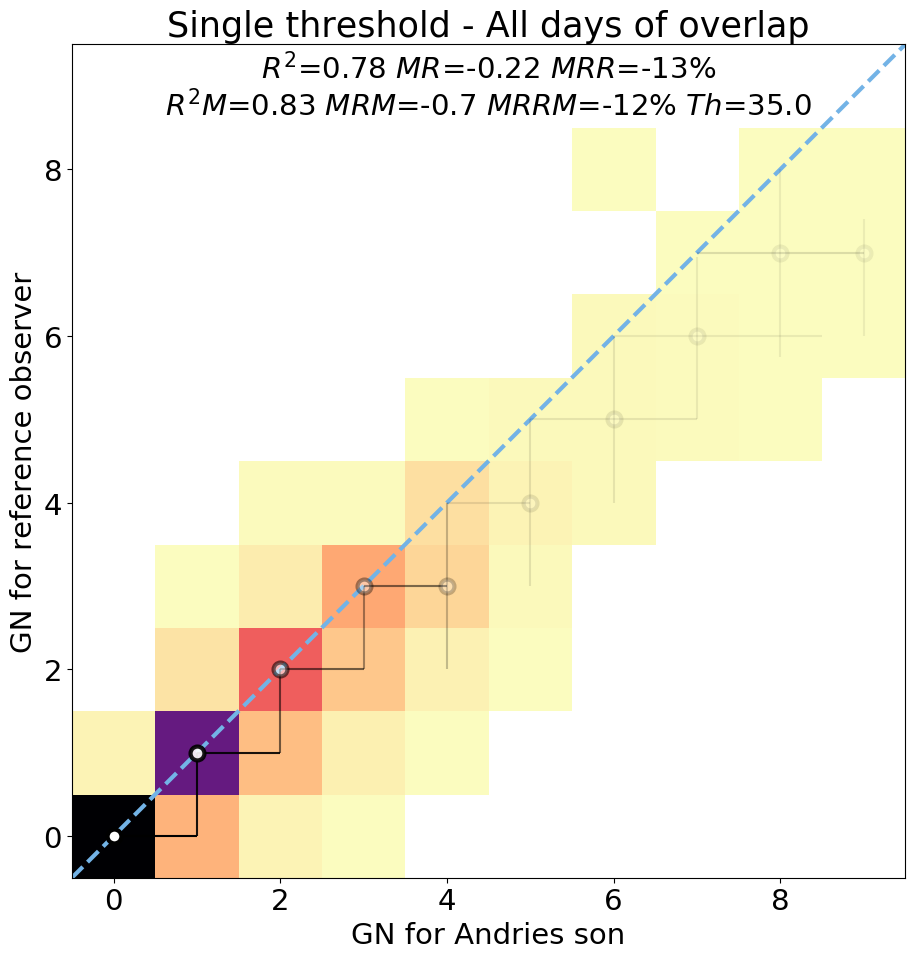 Single threshold - All days of overlap
R²=0.78 MR=-0.22 MRR=-13%
R²M=0.83 MRM=-0.7 MRRM=-12% Th=35.0
8
6
4
2
0
GN for reference observer
0 2 4 6 8
GN for Andries son